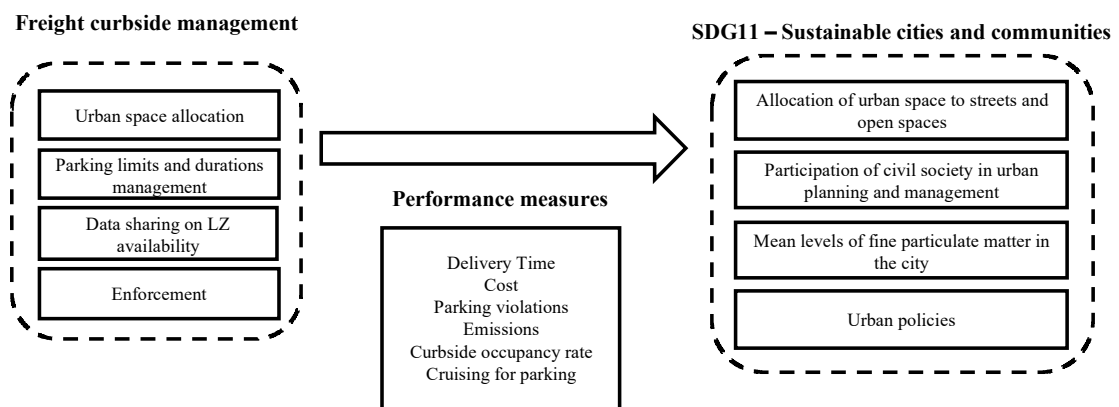 Freight curbside management
Urban space allocation
Parking limits and durations
management
Data sharing on LZ
availability
Enforcement
Performance measures
Delivery Time
Cost
Parking violations
Emissions
Curbside occupancy rate
Cruising for parking
SDG11 – Sustainable cities and communities
Allocation of urban space to streets and
open spaces
Participation of civil society in urban
planning and management
Mean levels of fine particulate matter in
the city
Urban policies